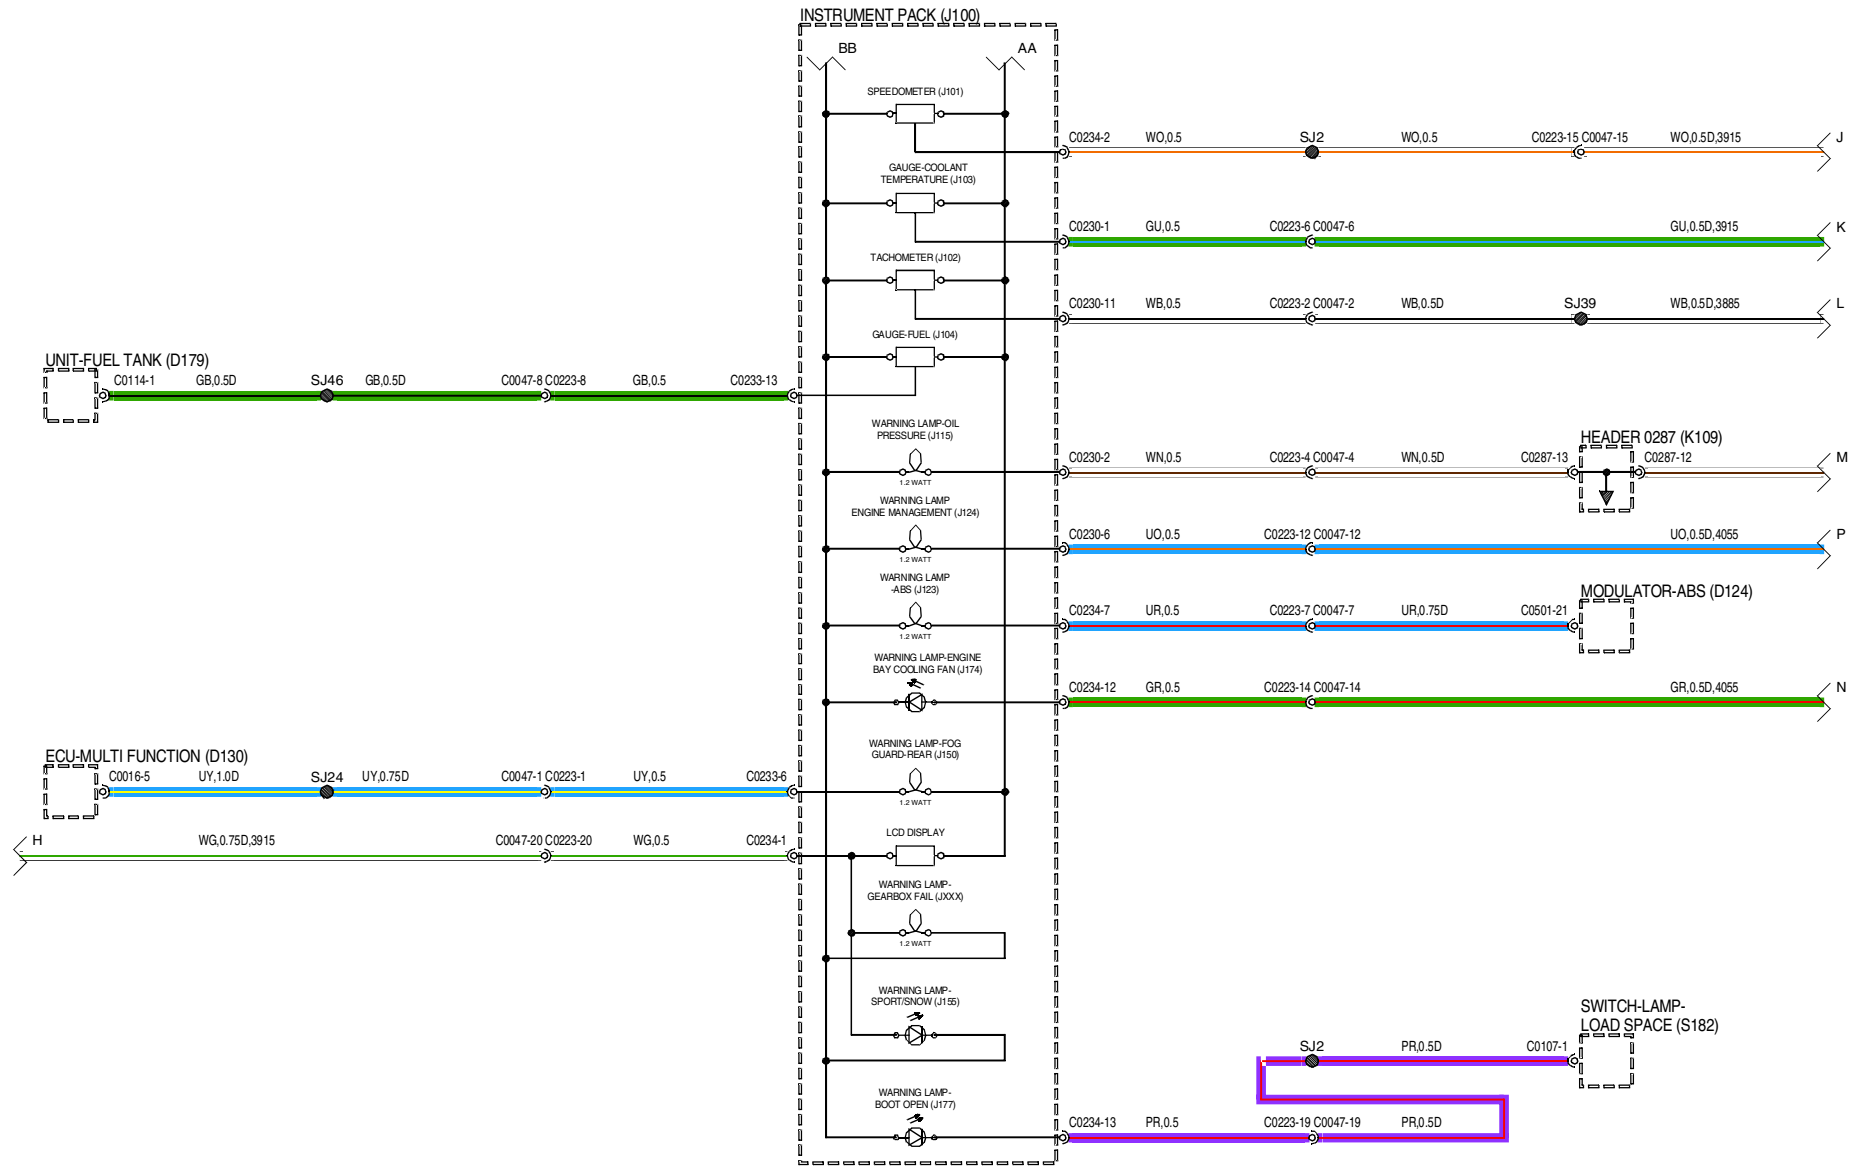 INSTRUMENT PACK (J100)
BB
AA
SPEEDOMETER (J101)
C0234-2
WO,0.5
SJ2
WO,0.5
C0223-15 C0047-15
WO,0.5D,3915
J
GAUGE-COOLANT
TEMPERATURE (J103)
C0230-1
GU,0.5
C0223-6 C0047-6
GU,0.5D,3915
K
TACHOMETER (J102)
C0230-11
WB,0.5
C0223-2 C0047-2
WB,0.5D
SJ39
WB,0.5D,3885
L
GAUGE-FUEL (J104)
UNIT-FUEL TANK (D179)
C0114-1
GB,0.5D
SJ46
GB,0.5D
C0047-8 C0223-8
GB,0.5
C0233-13
WARNING LAMP-OIL
PRESSURE (J115)
1.2 WATT
C0230-2
WN,0.5
C0223-4 C0047-4
WN,0.5D
C0287-13
HEADER 0287 (K109)
C0287-12
M
WARNING LAMP
ENGINE MANAGEMENT (J124)
1.2 WATT
C0230-6
UO,0.5
C0223-12 C0047-12
UO,0.5D,4055
P
WARNING LAMP
-ABS (J123)
1.2 WATT
C0234-7
UR,0.5
C0223-7 C0047-7
UR,0.75D
C0501-21
MODULATOR-ABS (D124)
WARNING LAMP-ENGINE
BAY COOLING FAN (J174)
C0234-12
GR,0.5
C0223-14 C0047-14
GR,0.5D,4055
N
ECU-MULTI FUNCTION (D130)
C0016-5
UY,1.0D
SJ24
UY,0.75D
C0047-1 C0223-1
UY,0.5
C0233-6
WARNING LAMP-FOG
GUARD-REAR (J150)
1.2 WATT
H
WG,0.75D,3915
C0047-20 C0223-20
WG,0.5
C0234-1
LCD DISPLAY
WARNING LAMP-
GEARBOX FAIL (JXXX)
1.2 WATT
WARNING LAMP-
SPORT/SNOW (J155)
SWITCH-LAMP-
LOAD SPACE (S182)
SJ2
PR,0.5D
C0107-1
WARNING LAMP-
BOOT OPEN (J177)
C0234-13
PR,0.5
C0223-19 C0047-19
PR,0.5D